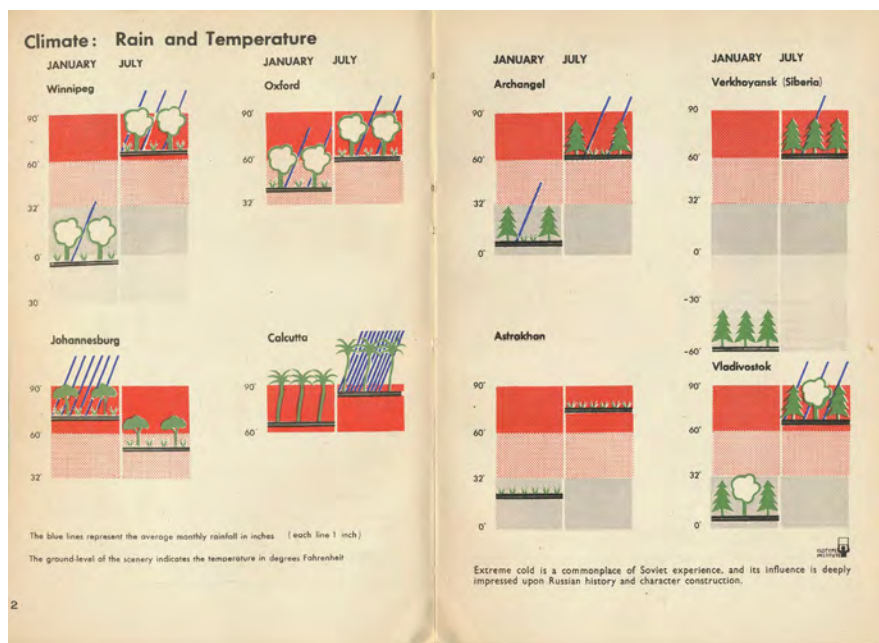 Climate: Rain and Temperature
JANUARY JULY
Winnipeg
90°
60°
32°
0°
30
JANUARY JULY
Oxford
90°
60°
32°
Johannesburg
90°
60°
32°
Calcutta
90°
60°
The blue lines represent the average monthly rainfall in inches (each line 1 inch)
The ground-level of the scenery indicates the temperature in degrees Fahrenheit
2
JANUARY JULY
Archangel
90°
60°
32°
0°
JANUARY JULY
Verkhoyansk (Siberia)
90
60°
32°
0°
-30°
-60°
Astrakhan
90°
60°
32°
0°
Vladivostok
90°
60°
32°
0°
ISOTYPE
INSTITUTE
Extreme cold is a commonplace of Soviet experience, and its influence is deeply
impressed upon Russian history and character construction.